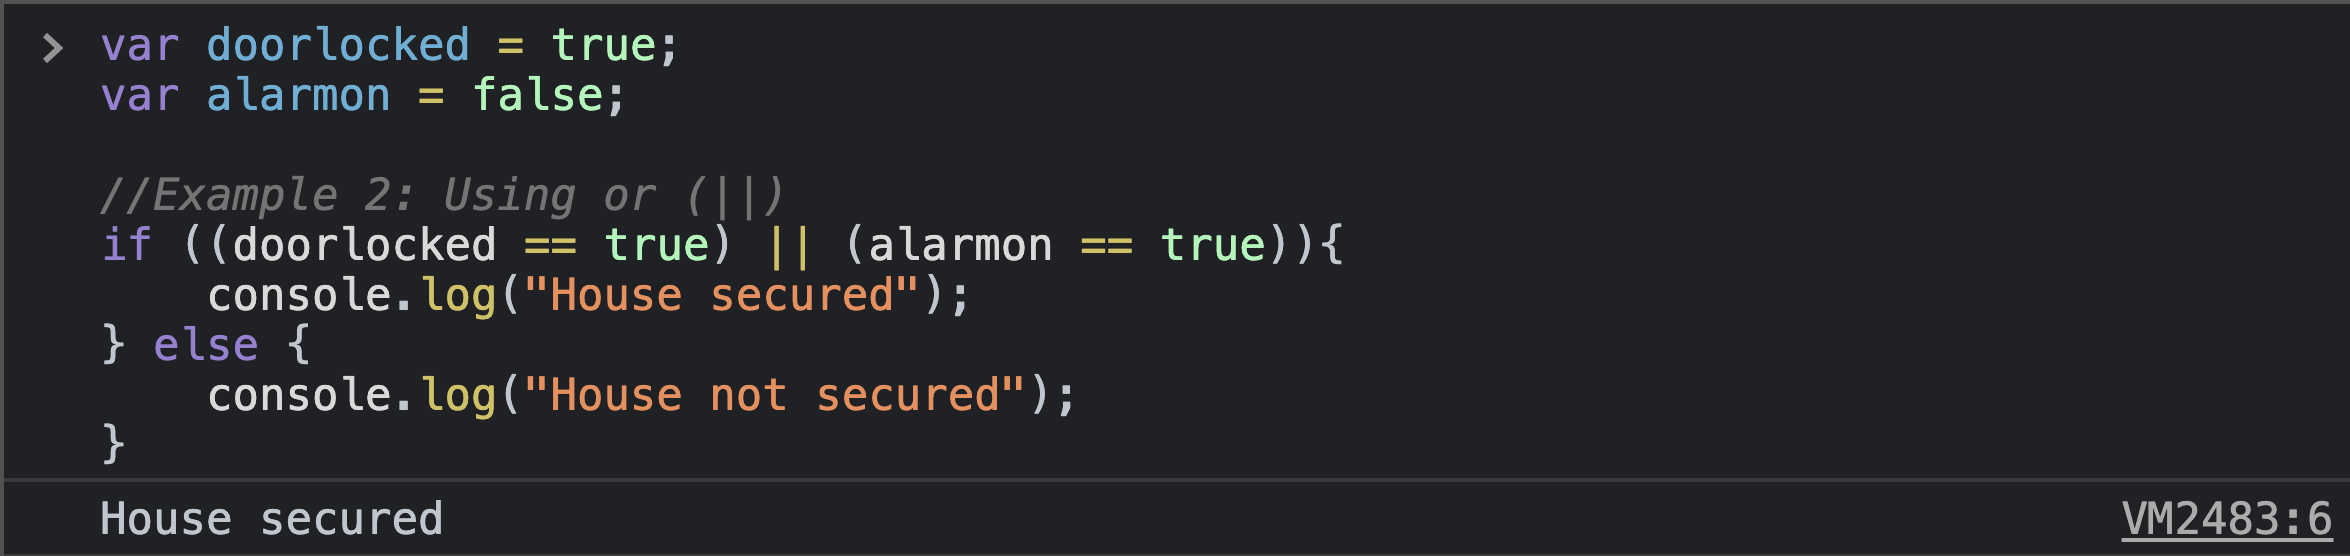 > var doorlocked = true;
var alarmon = false;

//Example 2: Using or (||)
if ((doorlocked == true) || (alarmon == true)){
    console.log("House secured");
} else {
    console.log("House not secured");
}
House secured VM2483:6